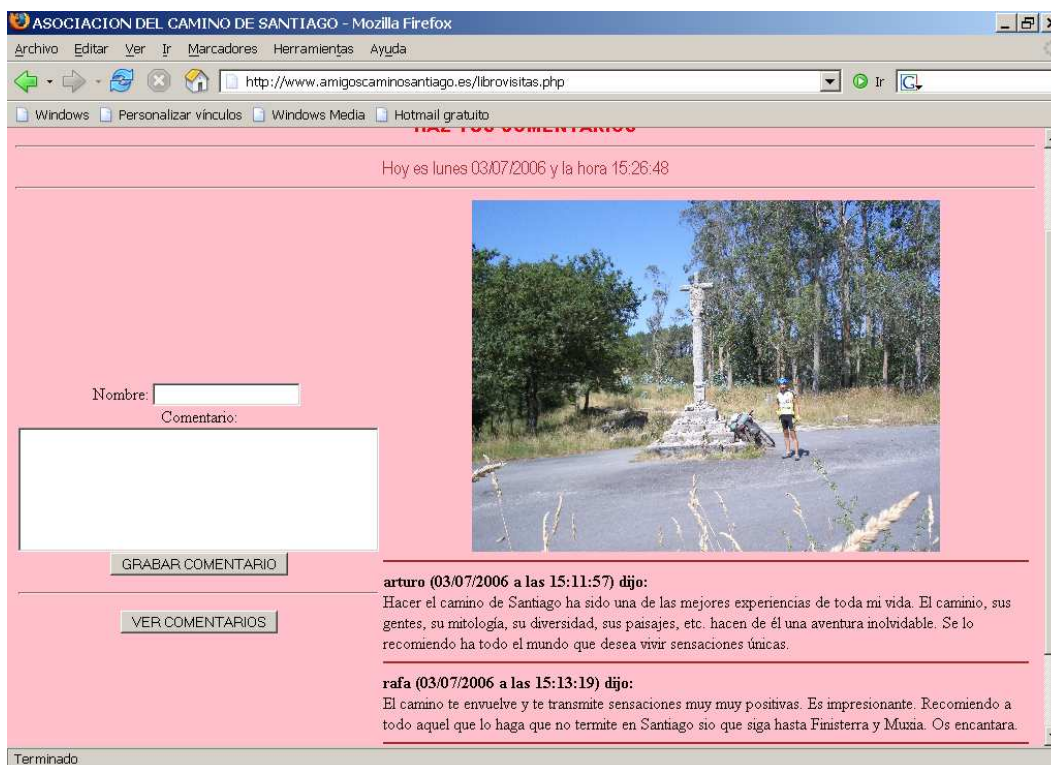 ASOCIACION DEL CAMINO DE SANTIAGO - Mozilla Firefox
Archivo Editar Ver Ir Marcadores Herramientas Ayuda
http://www.amigoscaminosantiago.es/librovisitas.php Ir G
Windows Personalizar vínculos Windows Media Hotmail gratuito
HAZ TUS COMENTARIOS
Hoy es lunes 03/07/2006 y la hora 15:26:48
Nombre:
Comentario:
GRABAR COMENTARIO
VER COMENTARIOS
arturo (03/07/2006 a las 15:11:57) dijo:
Hacer el camino de Santiago ha sido una de las mejores experiencias de toda mi vida. El caminio, sus
gentes, su mitología, su diversidad, sus paisajes, etc. hacen de él una aventura inolvidable. Se lo
recomiendo ha todo el mundo que desea vivir sensaciones únicas.
rafa (03/07/2006 a las 15:13:19) dijo:
El camino te envuelve y te transmite sensaciones muy muy positivas. Es impresionante. Recomiendo a
todo aquel que lo haga que no termite en Santiago sio que siga hasta Finisterra y Muxia. Os encantara.
Terminado